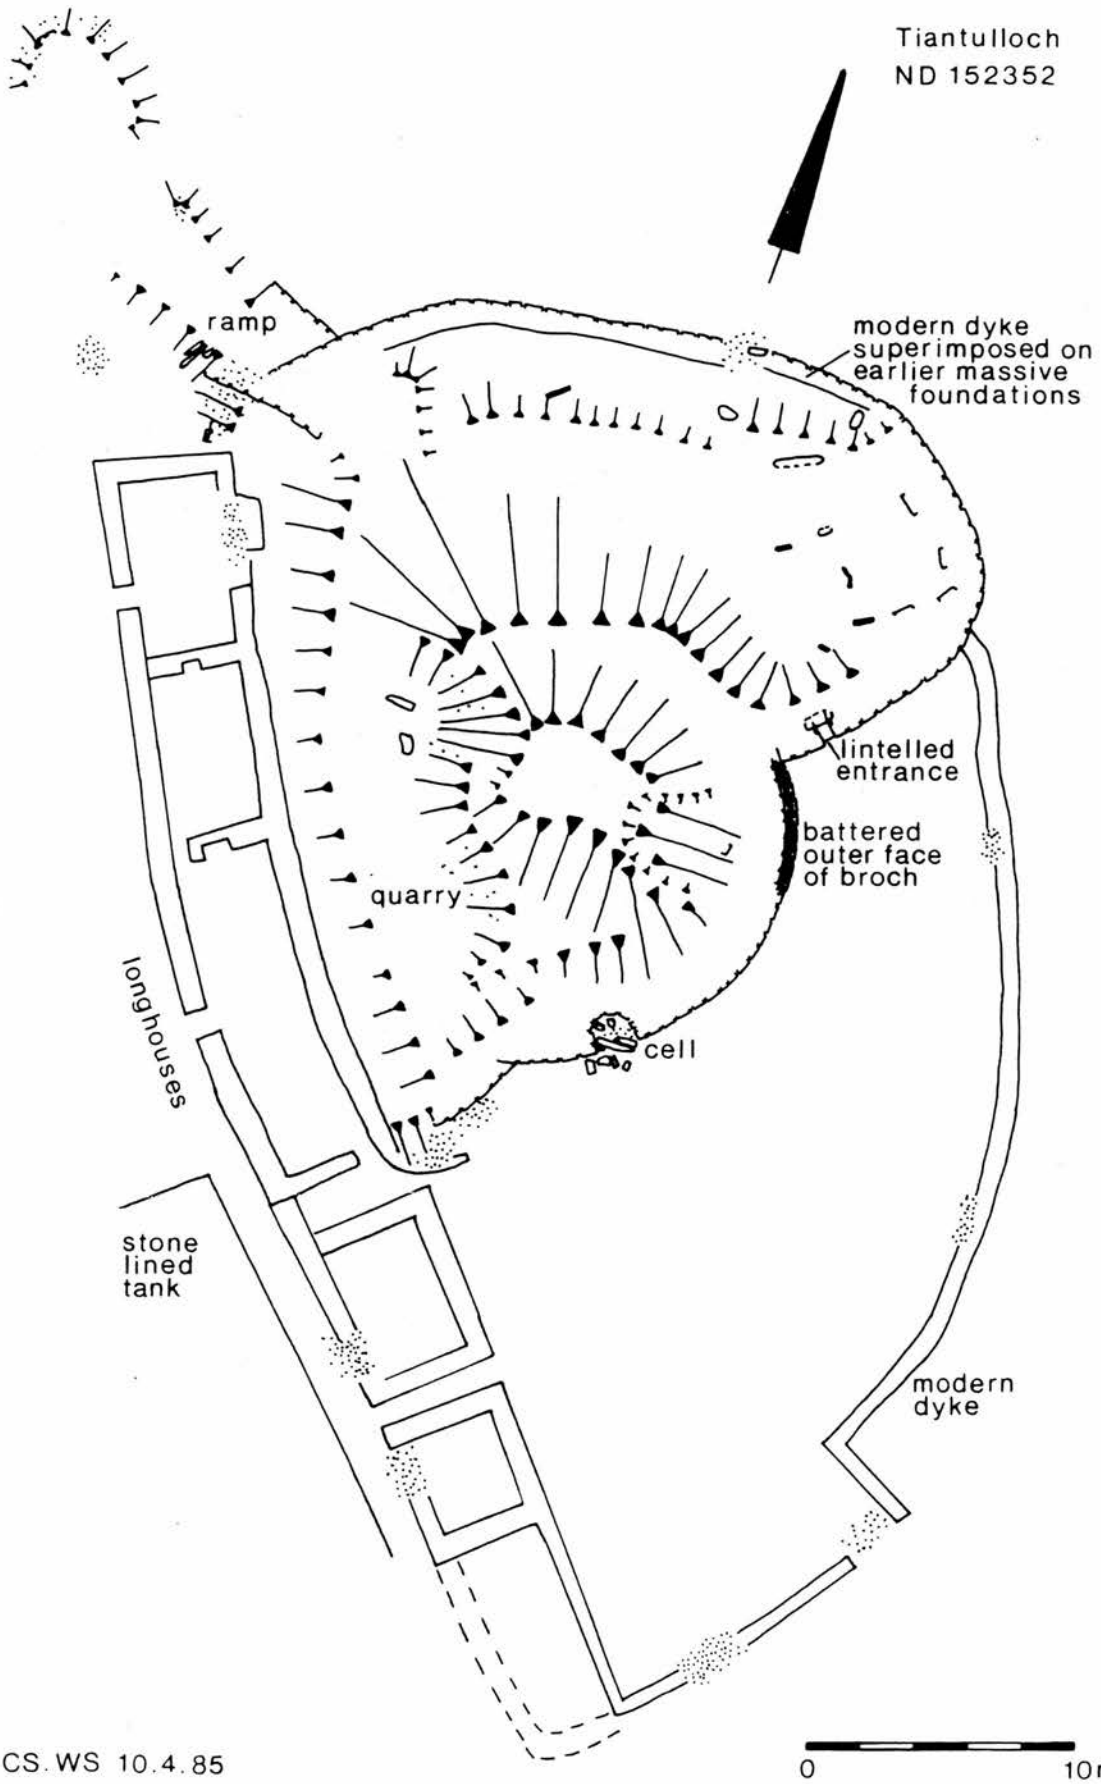 Tiantulloch
ND 152352
ramp
modern dyke
superimposed on
earlier massive
foundations
lintelled
entrance
battered
outer face
of broch
quarry
longhouses
cell
stone
lined
tank
modern
dyke
CS.WS 10.4.85
0
10m